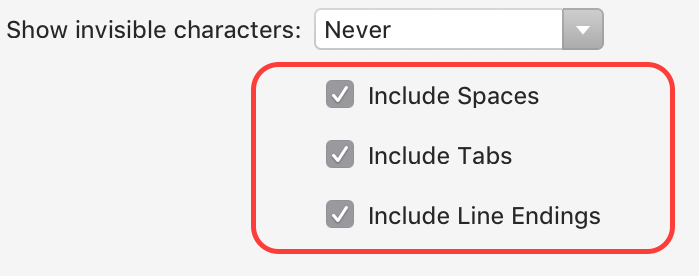 Show invisible characters: Never
Include Spaces
Include Tabs
Include Line Endings